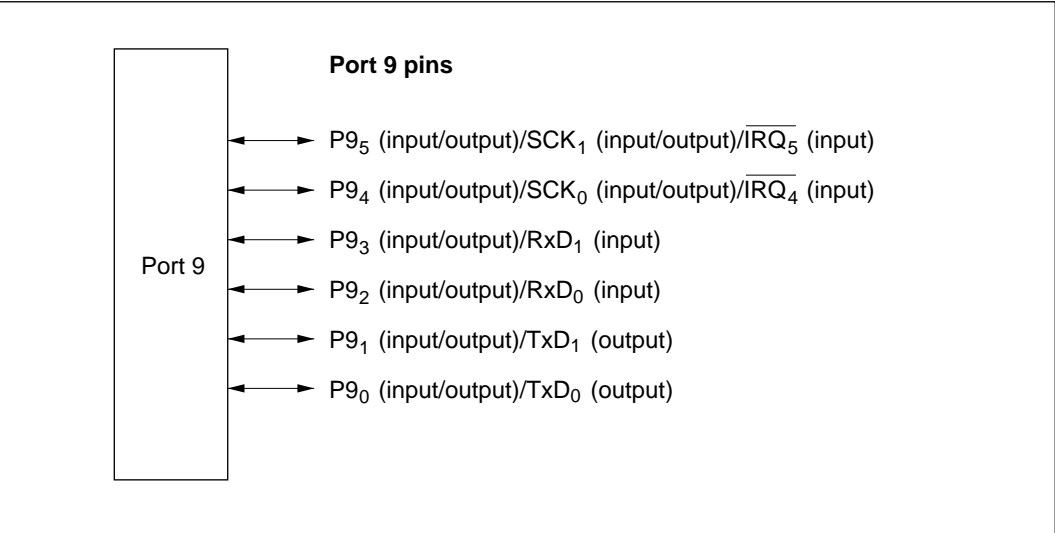 Port 9 pins
P9₅ (input/output)/SCK₁ (input/output)/I̅R̅Q̅₅̅ (input)
P9₄ (input/output)/SCK₀ (input/output)/I̅R̅Q̅₄̅ (input)
P9₃ (input/output)/RxD₁ (input)
Port 9
P9₂ (input/output)/RxD₀ (input)
P9₁ (input/output)/TxD₁ (output)
P9₀ (input/output)/TxD₀ (output)